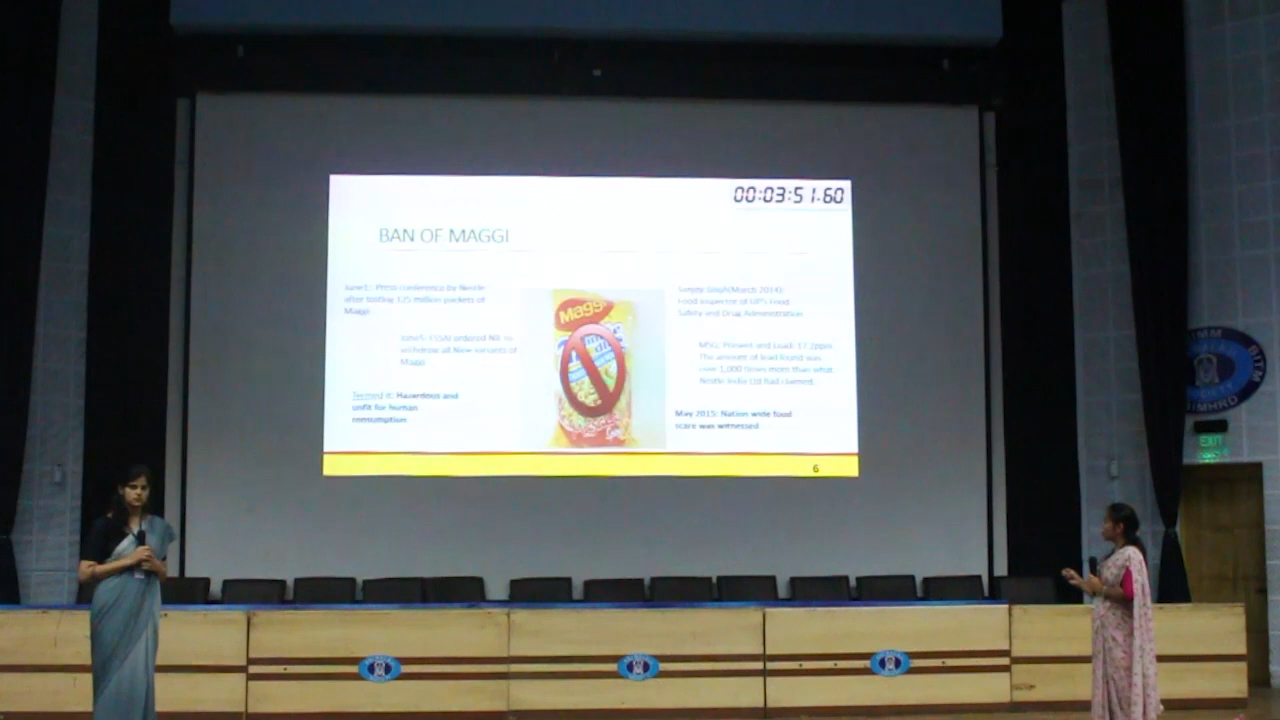 00:03:51.60
BAN OF MAGGI
June1: Press conference by Nestle
after testing 125 million packets of
Maggi
June5: FSSAI ordered NIL to
withdraw all Nine variants of
Maggi
Termed it: Hazardous and
unfit for human
consumption
Maggi
Sanjay Singh(March 2014):
Food inspector of UP's Food
Safety and Drug Administration
MSG: Present and Lead: 17.2ppm
The amount of lead found was
over 1,000 times more than what
Nestle India Ltd had claimed.
May 2015: Nation wide food
scare was witnessed
6
EXIT